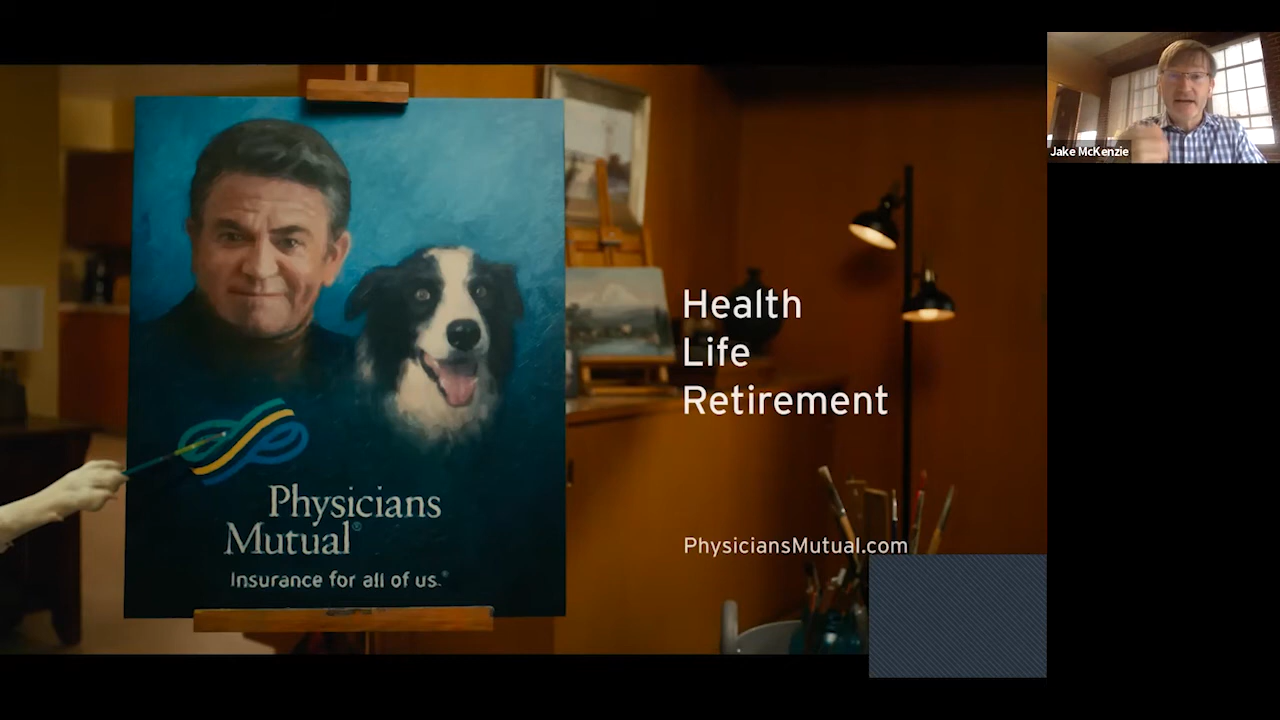 Physicians
Mutual®
Insurance for all of us.®
Health
Life
Retirement
PhysiciansMutual.com
Jake McKenzie